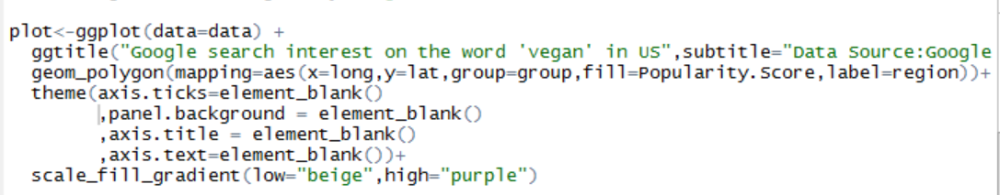 plot<-ggplot(data=data) +
ggtitle("Google search interest on the word 'vegan' in US",subtitle="Data Source:Google
geom_polygon(mapping=aes(x=long,y=lat,group=group,fill=Popularity.Score,label=region))+
theme(axis.ticks=element_blank()
,panel.background = element_blank()
,axis.title = element_blank()
,axis.text=element_blank())+
scale_fill_gradient(low="beige",high="purple")